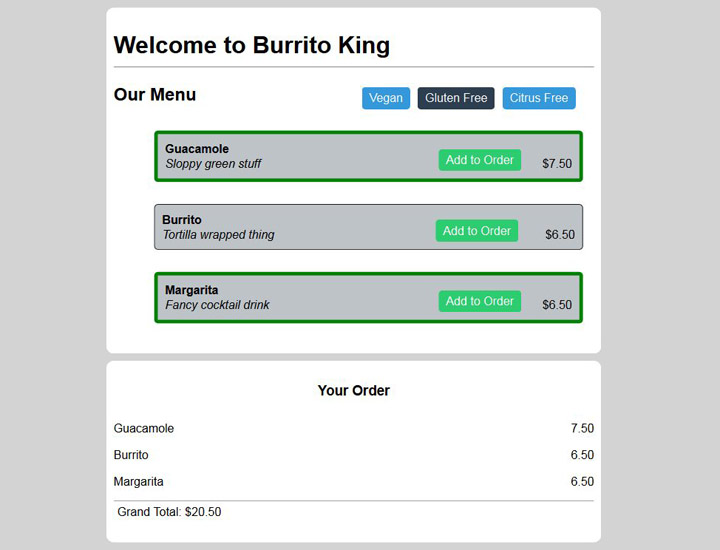 Welcome to Burrito King
Our Menu
Vegan
Gluten Free
Citrus Free
Guacamole
Sloppy green stuff
Add to Order
$7.50
Burrito
Tortilla wrapped thing
Add to Order
$6.50
Margarita
Fancy cocktail drink
Add to Order
$6.50
Your Order
Guacamole 7.50
Burrito 6.50
Margarita 6.50
Grand Total: $20.50